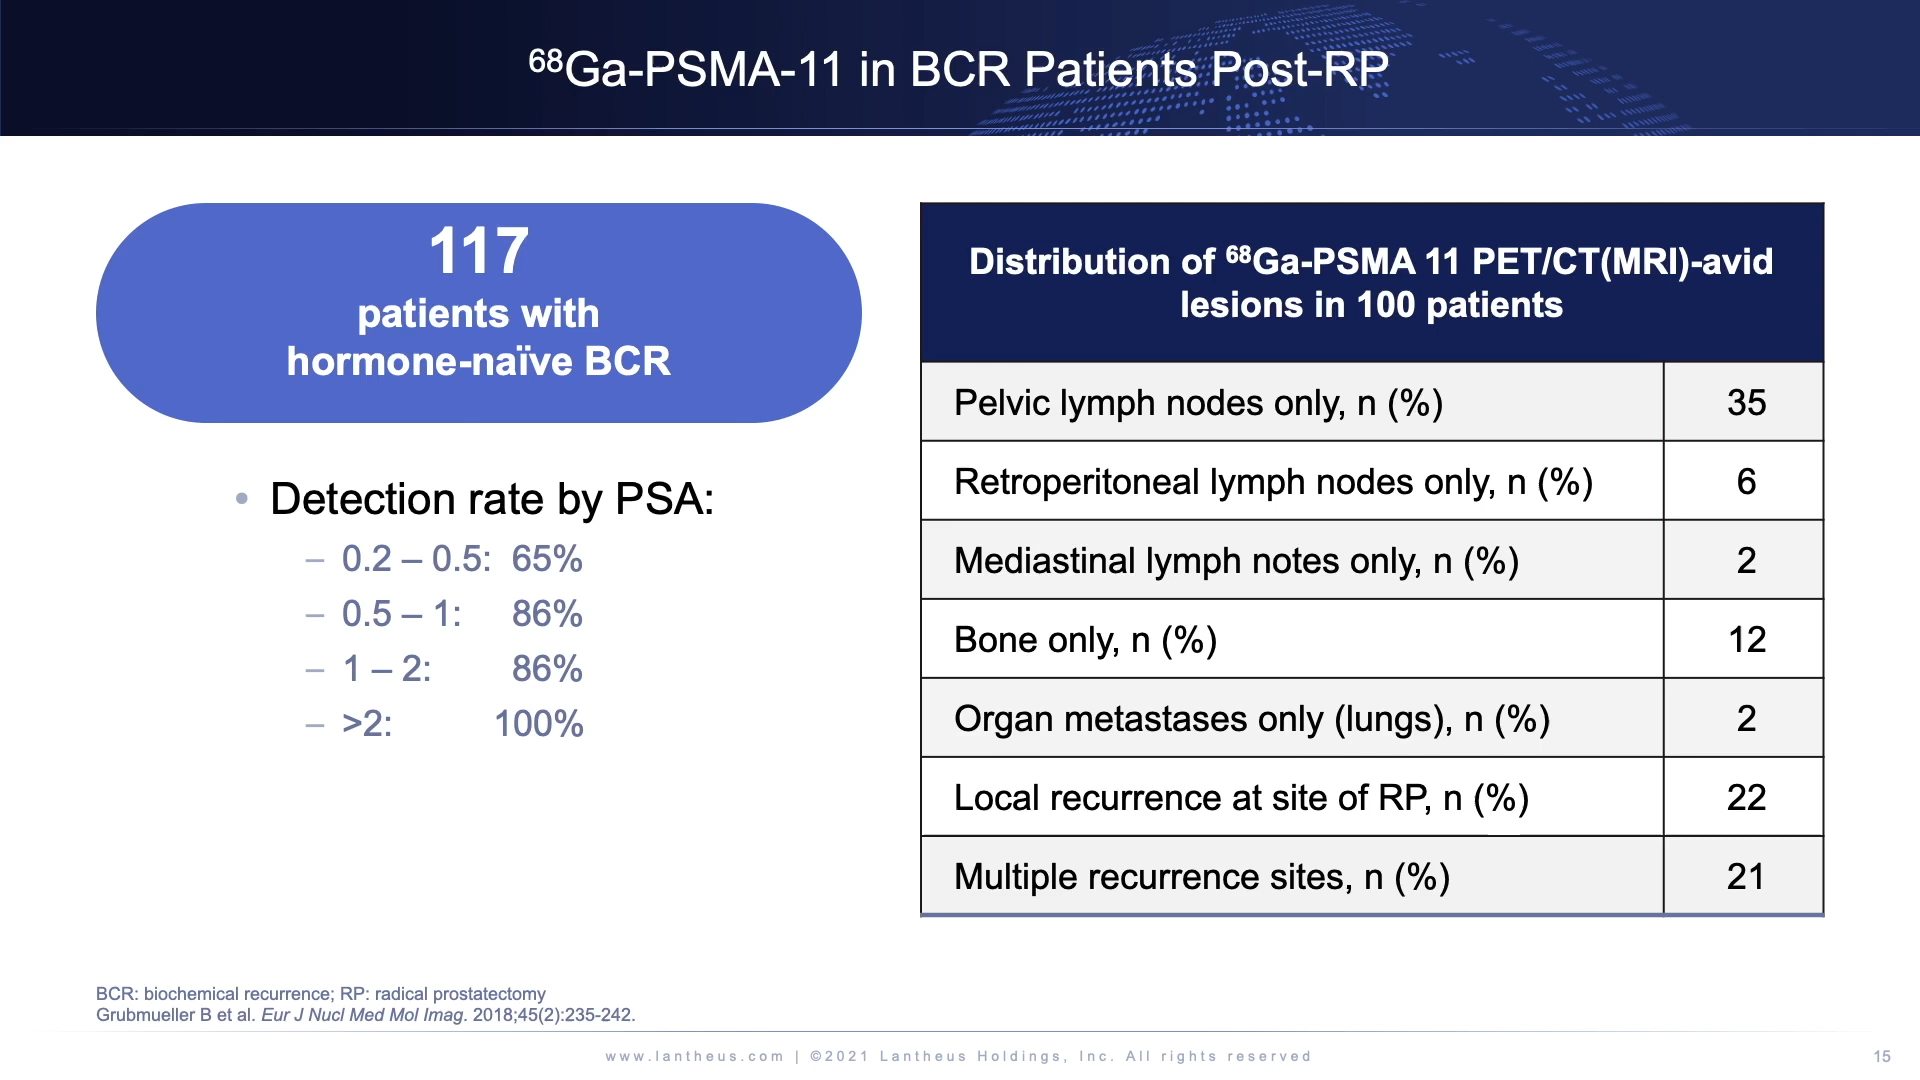 ⁶⁸Ga-PSMA-11 in BCR Patients Post-RP
117
patients with
hormone-naïve BCR
• Detection rate by PSA:
– 0.2 – 0.5: 65%
– 0.5 – 1: 86%
– 1 – 2: 86%
– >2: 100%
Distribution of ⁶⁸Ga-PSMA 11 PET/CT(MRI)-avid
lesions in 100 patients
Pelvic lymph nodes only, n (%) 35
Retroperitoneal lymph nodes only, n (%) 6
Mediastinal lymph notes only, n (%) 2
Bone only, n (%) 12
Organ metastases only (lungs), n (%) 2
Local recurrence at site of RP, n (%) 22
Multiple recurrence sites, n (%) 21
BCR: biochemical recurrence; RP: radical prostatectomy
Grubmueller B et al. Eur J Nucl Med Mol Imag. 2018;45(2):235-242.
www.lantheus.com | ©2021 Lantheus Holdings, Inc. All rights reserved
15